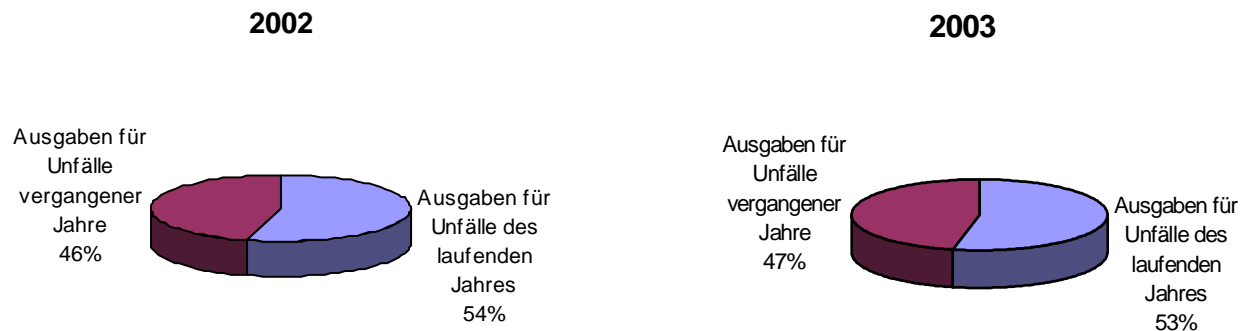 2002
Ausgaben für
Unfälle
vergangener
Jahre
46%
Ausgaben für
Unfälle des
laufenden
Jahres
54%
2003
Ausgaben für
Unfälle
vergangener
Jahre
47%
Ausgaben für
Unfälle des
laufenden
Jahres
53%